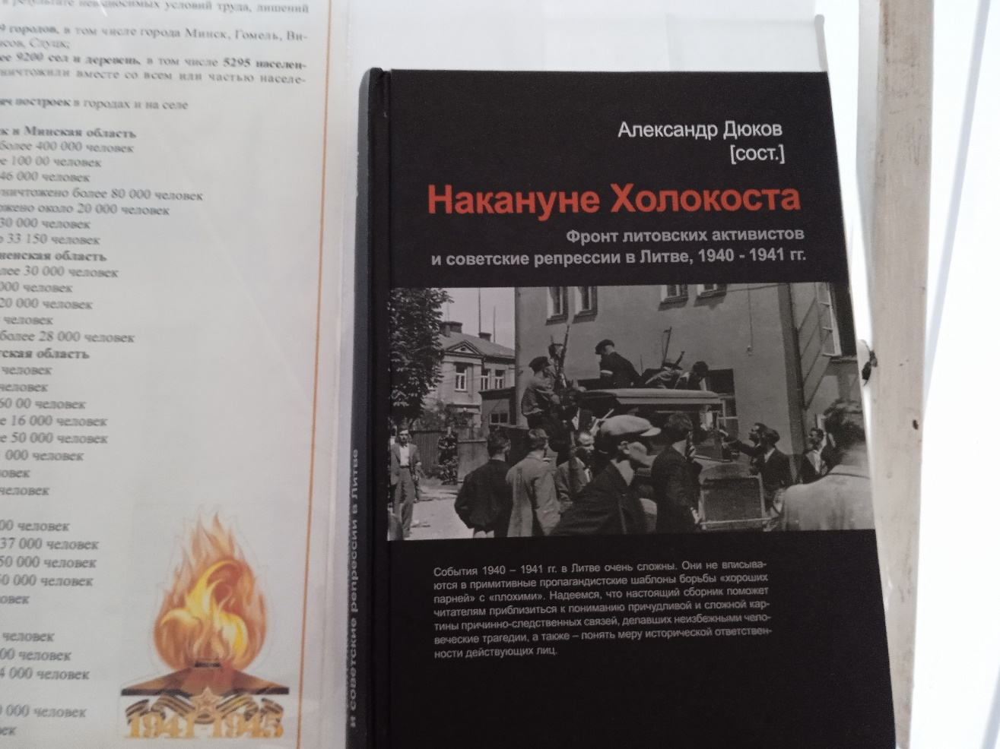 в результате невыносимых условий труда, лишений
9 городов, в том числе города Минск, Гомель, Ви-
исов, Слуцк;
ее 9200 сел и деревень, в том числе 5295 населен-
ничтожили вместе со всем или частью населе-
яч построек в городах и на селе
к и Минская область
более 400 000 человек
е 100 00 человек
46 000 человек
ничтожено более 80 000 человек
ожено около 20 000 человек
30 000 человек
о 33 150 человек
ненская область
лее 30 000 человек
000 человек
20 000 человек
человек
более 28 000 человек
ская область
человек
человек
60 00 человек
е 16 000 человек
е 50 000 человек
000 человек
овек
человек
00 человек
37 000 человек
50 000 человек
0 000 человек
овек
человек
00 человек
4 000 человек
0 000 человек
век
1941-1945
и советские репрессии в Литве
Александр Дюков
[сост.]
Накануне Холокоста
Фронт литовских активистов
и советские репрессии в Литве, 1940 - 1941 гг.
События 1940 – 1941 гг. в Литве очень сложны. Они не вписыва-
ются в примитивные пропагандистские шаблоны борьбы «хороших
парней» с «плохими». Надеемся, что настоящий сборник поможет
читателям приблизиться к пониманию причудливой и сложной кар-
тины причинно-следственных связей, делавших неизбежными чело-
веческие трагедии, а также – понять меру исторической ответствен-
ности действующих лиц.